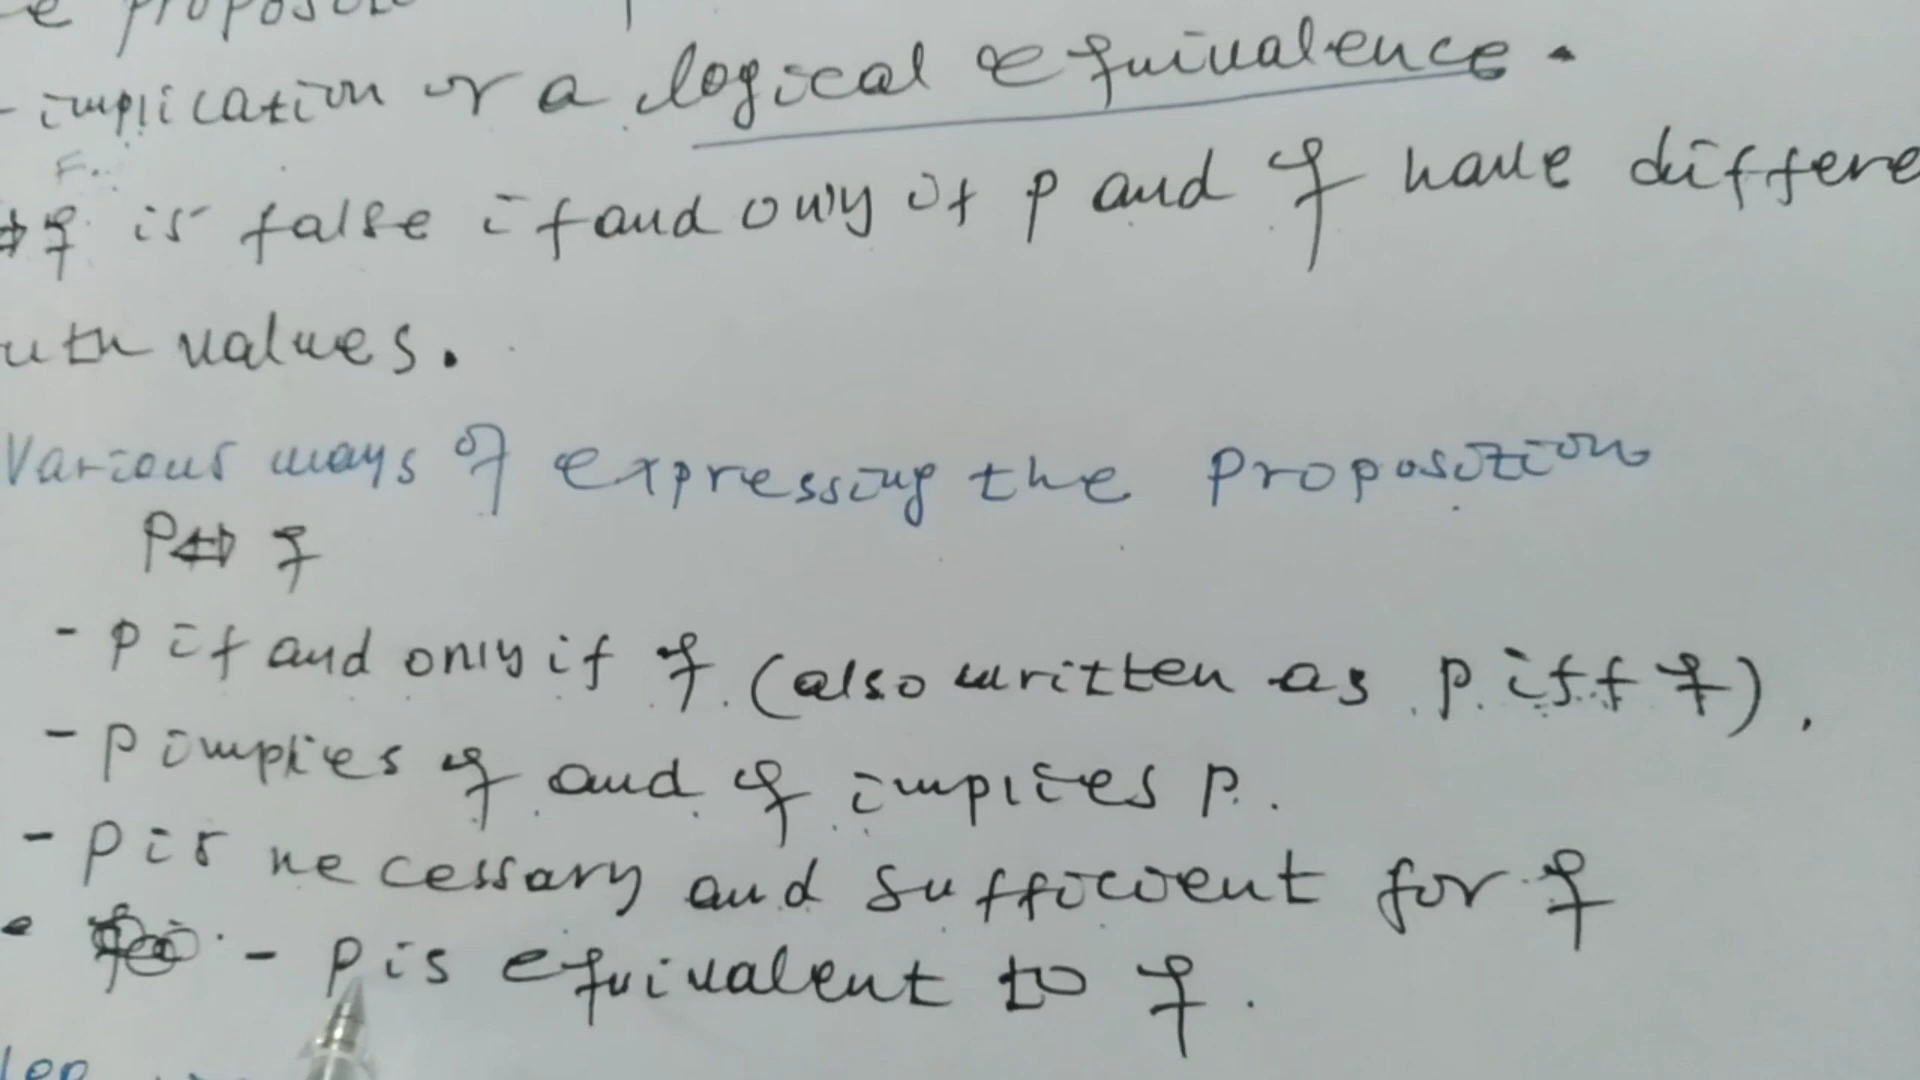 e proposit
- implication or a logical equivalence.
F..
⇔ q is false if and only if p and q have differe
uth values.
Various ways of expressing the proposition
P⇔ q
- p if and only if q. (also written as p iff q).
- p implies q and q implies p.
- p is necessary and sufficient for q
- p is equivalent to q.